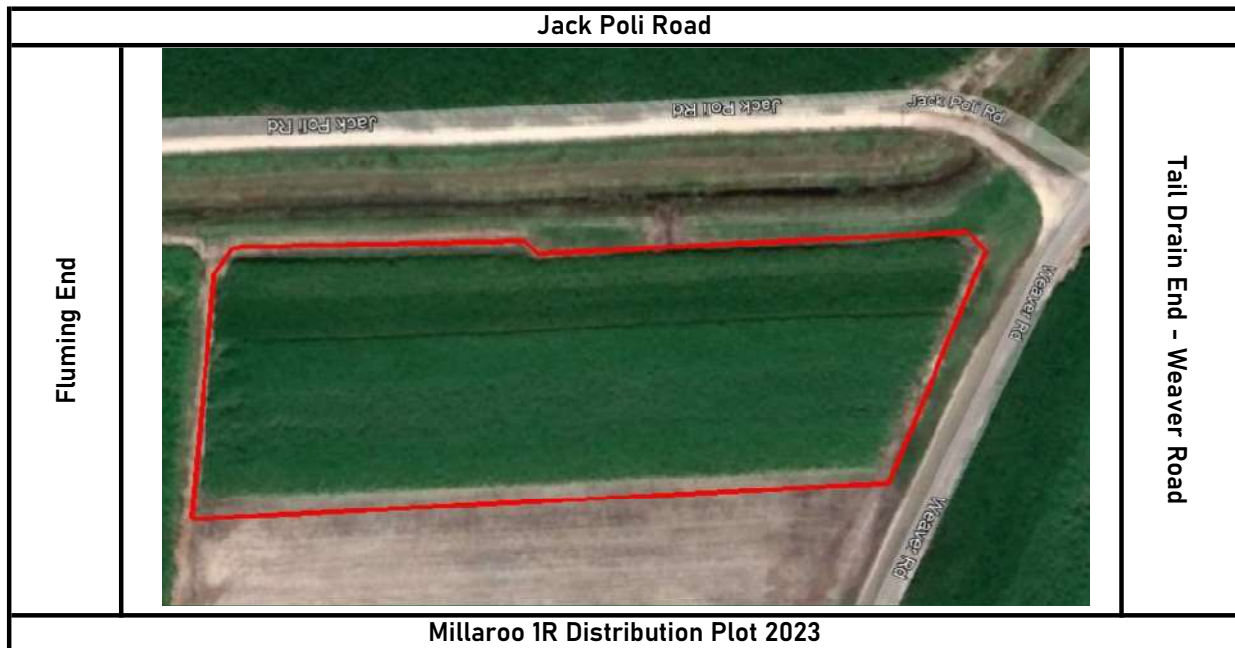 Jack Poli Road
Fluming End
Jack Poli Rd
Jack Poli Rd
Jack Poli Rd
Weaver Rd
Weaver Rd
Tail Drain End - Weaver Road
Millaroo 1R Distribution Plot 2023